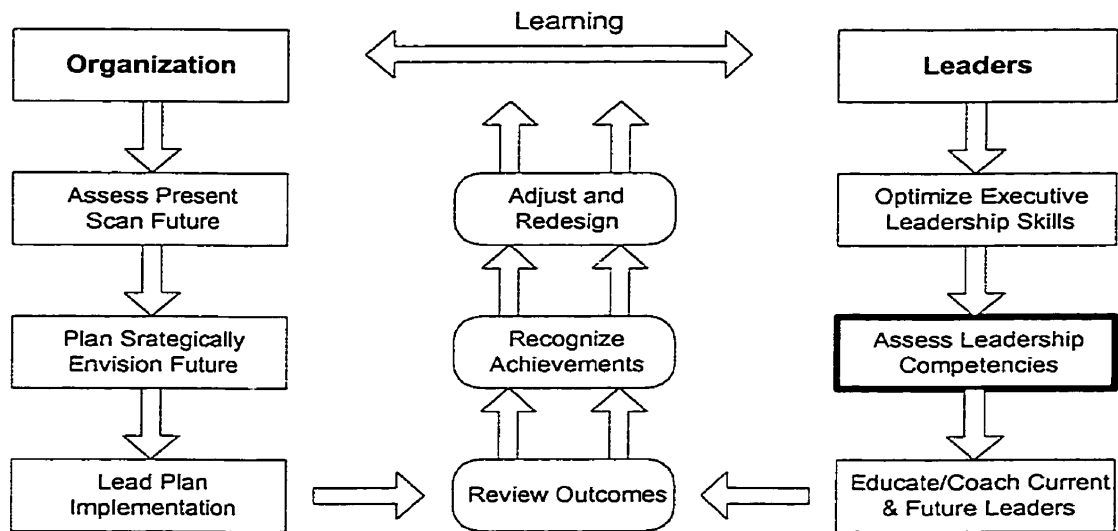 Learning
Organization
Leaders
Assess Present
Scan Future
Adjust and
Redesign
Optimize Executive
Leadership Skills
Plan Srategically
Envision Future
Recognize
Achievements
Assess Leadership
Competencies
Lead Plan
Implementation
Review Outcomes
Educate/Coach Current
& Future Leaders